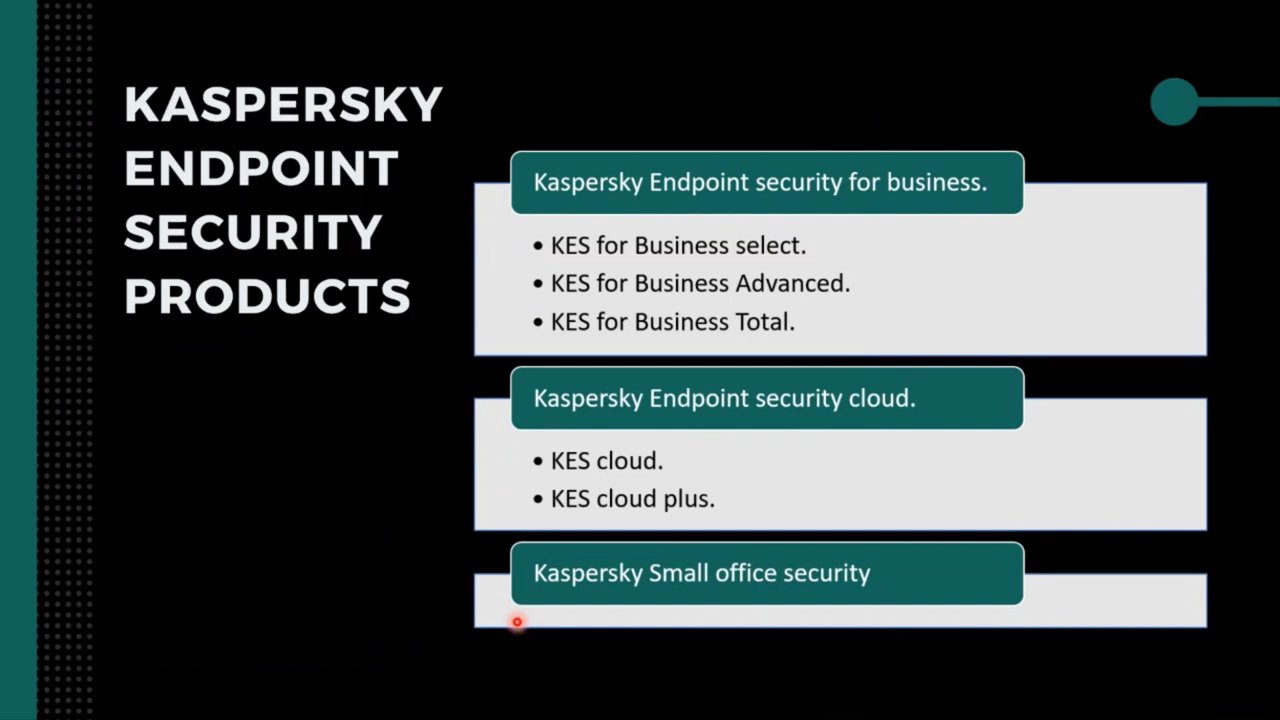 KASPERSKY
ENDPOINT
SECURITY
PRODUCTS
Kaspersky Endpoint security for business.
• KES for Business select.
• KES for Business Advanced.
• KES for Business Total.
Kaspersky Endpoint security cloud.
• KES cloud.
• KES cloud plus.
Kaspersky Small office security